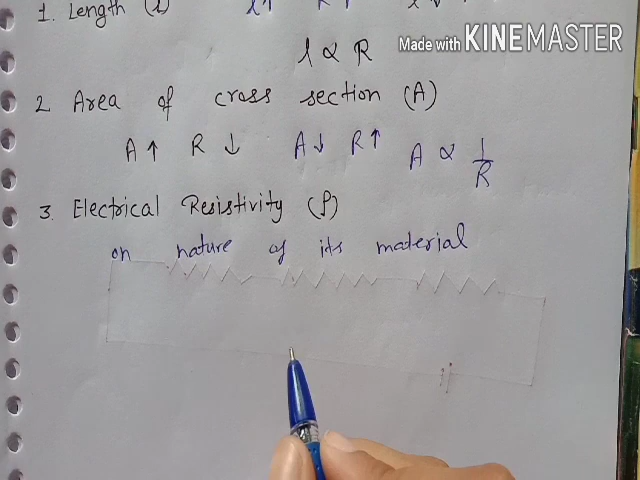 1. Length (l)
l↑ R↑ l↓
l ∝ R
Made with KINEMASTER
2 Area of cross section (A)
A ↑ R ↓ A↓ R↑ A ∝ 1/R
3. Electrical Resistivity (ρ)
on nature of its material